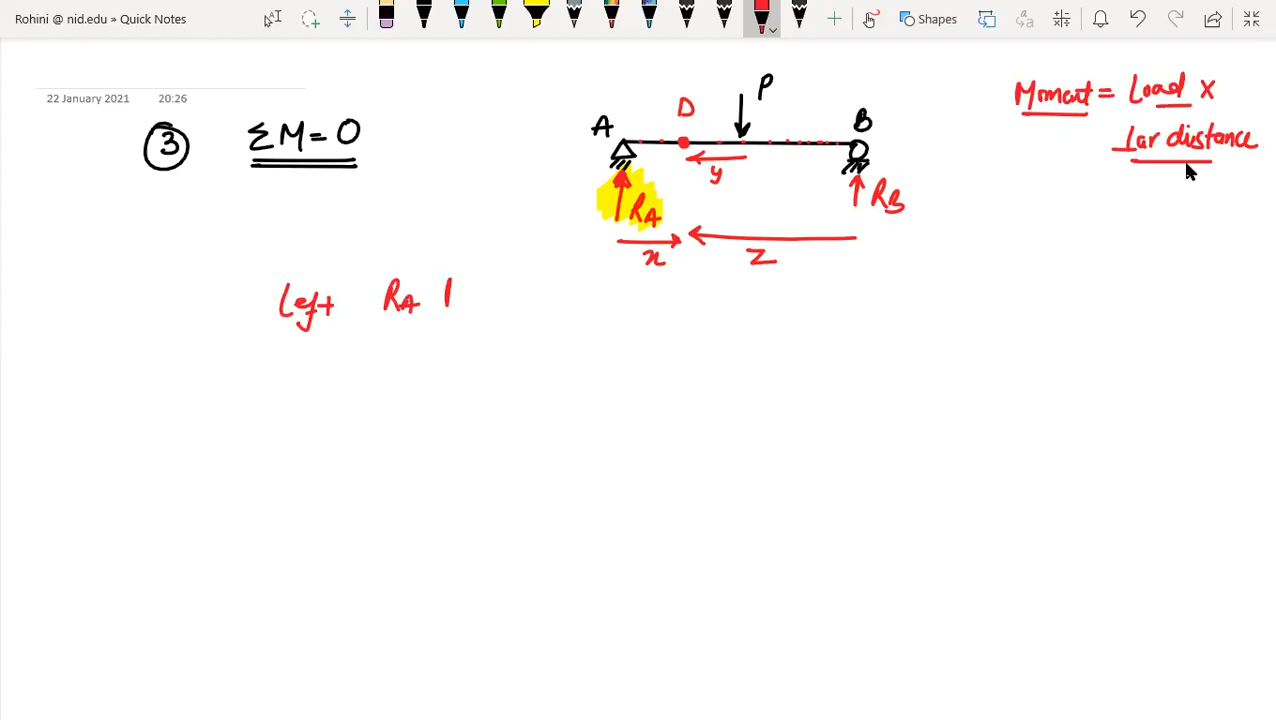 Rohini @ nid.edu » Quick Notes
Shapes
22 January 2021 20:26
3 ΣM = 0
P
D
A
B
y
RA
RB
x
Z
Moment = Load x
⊥ar distance
Left RA